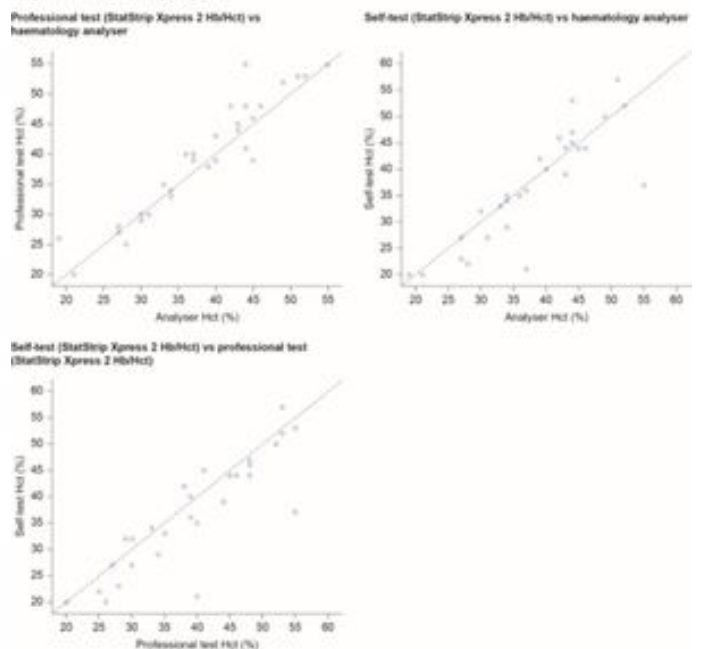 Professional test (StatStrip Xpress 2 Hb/Hct) vs
haematology analyser
55
50
45
40
35
30
25
20
Professional test Hct (%)
20 25 30 35 40 45 50 55
Analyser Hct (%)
Self-test (StatStrip Xpress 2 Hb/Hct) vs haematology analyser
60
55
50
45
40
35
30
25
20
Self-test Hct (%)
20 25 30 35 40 45 50 55 60
Analyser Hct (%)
Self-test (StatStrip Xpress 2 Hb/Hct) vs professional test
(StatStrip Xpress 2 Hb/Hct)
60
55
50
45
40
35
30
25
20
Self-test Hct (%)
20 25 30 35 40 45 50 55 60
Professional test Hct (%)